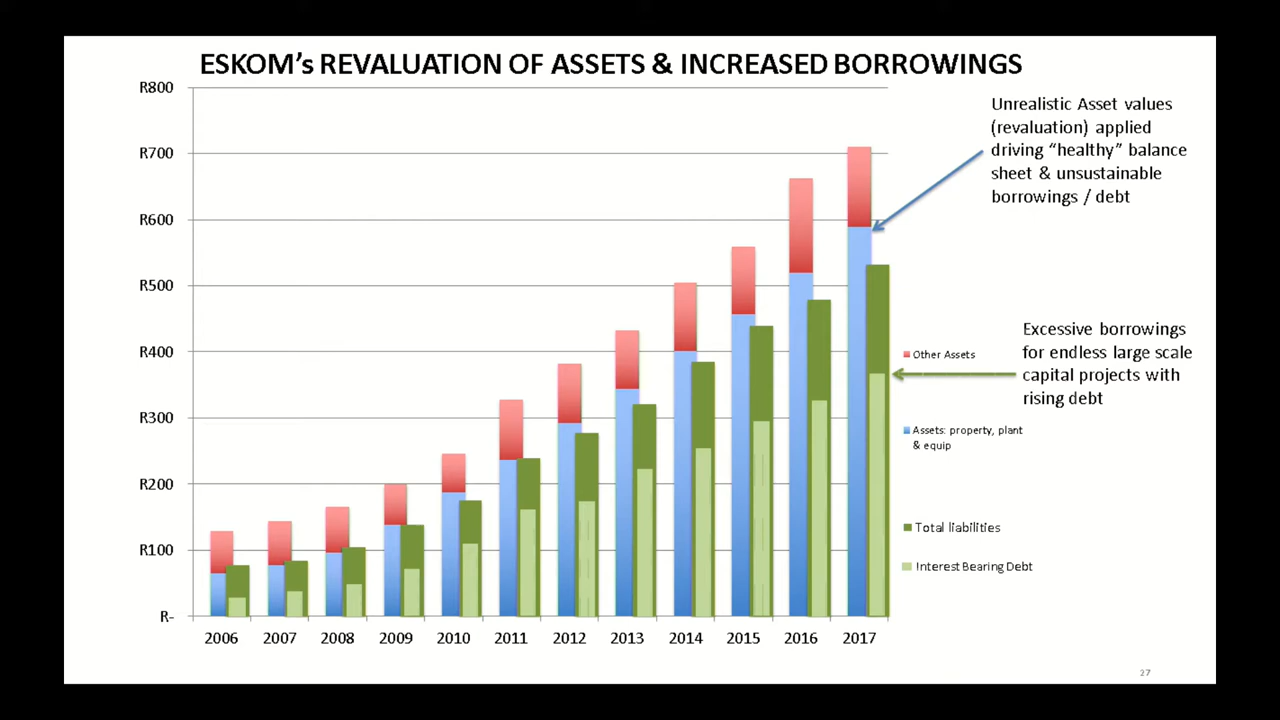 ESKOM's REVALUATION OF ASSETS & INCREASED BORROWINGS
R800
R700
R600
R500
R400
R300
R200
R100
R-
2006 2007 2008 2009 2010 2011 2012 2013 2014 2015 2016 2017
Unrealistic Asset values
(revaluation) applied
driving “healthy” balance
sheet & unsustainable
borrowings / debt
Excessive borrowings
for endless large scale
capital projects with
rising debt
Other Assets
Assets: property, plant
& equip
Total liabilities
Interest Bearing Debt
27